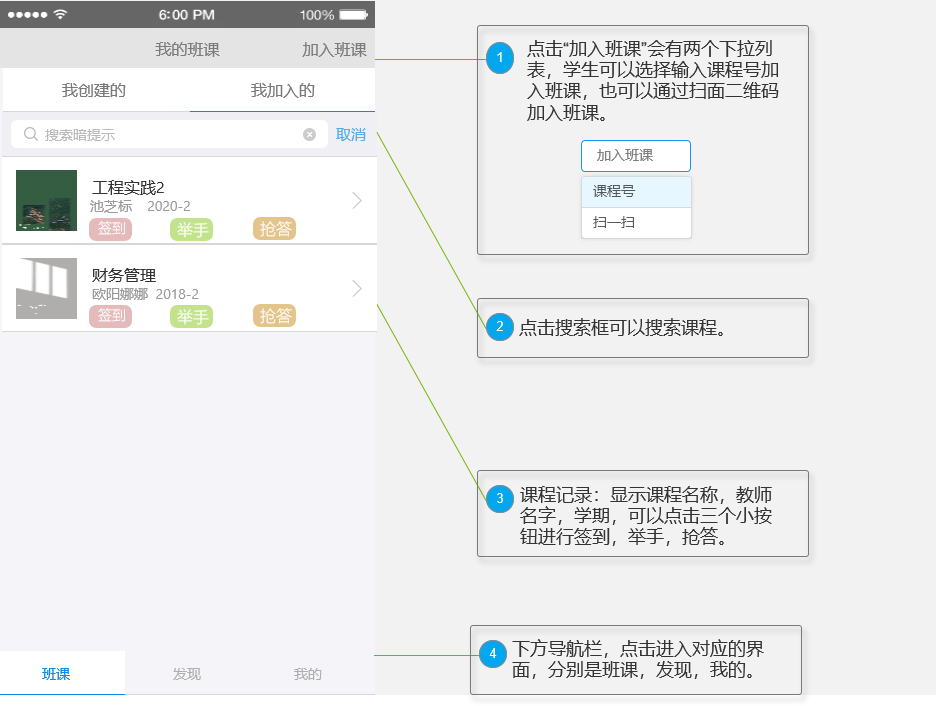 6:00 PM 100%
我的班课 加入班课
我创建的 我加入的
搜索暗提示 取消
工程实践2
池芝标 2020-2
签到 举手 抢答
财务管理
欧阳娜娜 2018-2
签到 举手 抢答
班课 发现 我的
1
点击“加入班课”会有两个下拉列
表，学生可以选择输入课程号加
入班课，也可以通过扫面二维码
加入班课。
加入班课
课程号
扫一扫
2 点击搜索框可以搜索课程。
3
课程记录：显示课程名称，教师
名字，学期，可以点击三个小按
钮进行签到，举手，抢答。
4
下方导航栏，点击进入对应的界
面，分别是班课，发现，我的。